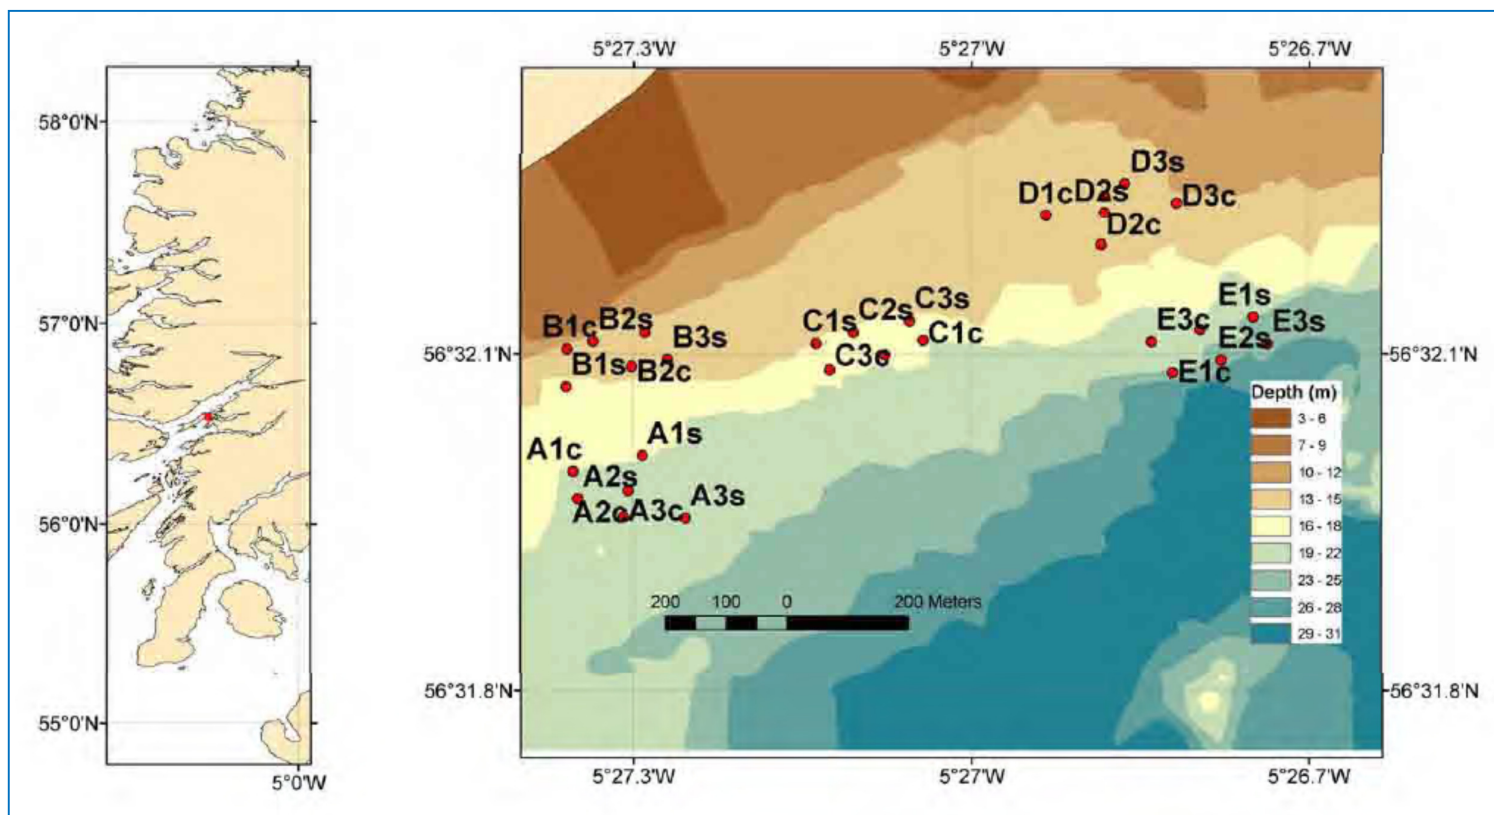 5°27.3'W
5°27'W
5°26.7'W
58°0'N
57°0'N
56°0'N
55°0'N
5°0'W
56°32.1'N
56°32.1'N
56°31.8'N
56°31.8'N
D3s
D1c
D2s
D3c
D2c
E1s
E3c
E3s
E2s
E1c
C3s
C2s
C1s
C1c
C3c
B2s
B1c
B3s
B1s
B2c
A1s
A1c
A2s
A3s
A2c
A3c
200 100 0 200 Meters
Depth (m)
3 - 6
7 - 9
10 - 12
13 - 15
16 - 18
19 - 22
23 - 25
26 - 28
29 - 31
5°27.3'W
5°27'W
5°26.7'W